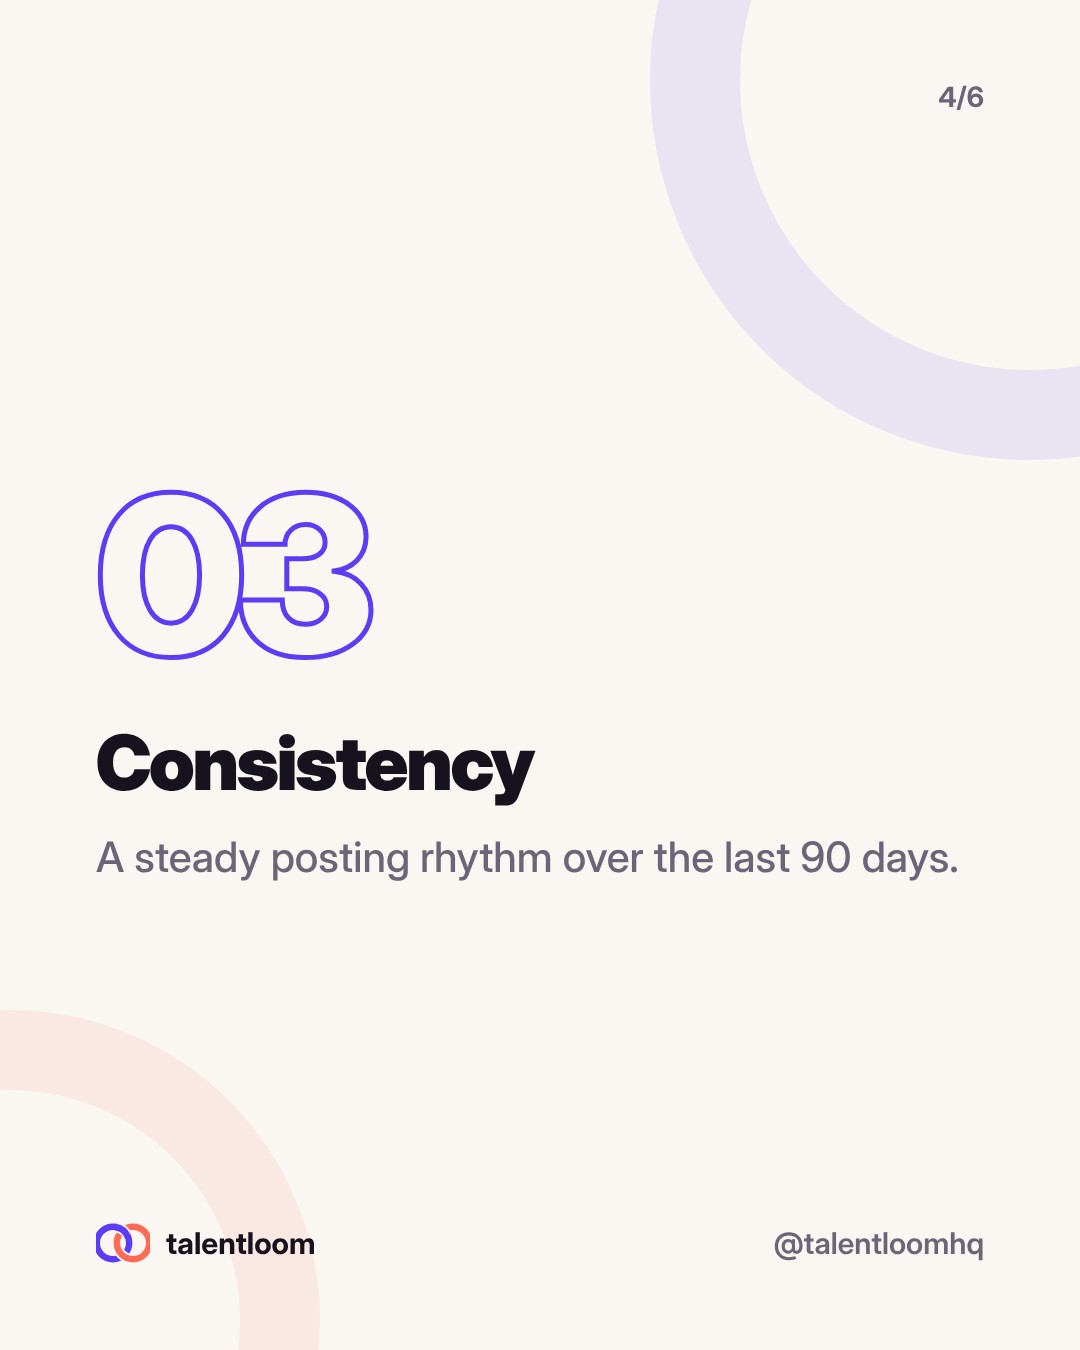 4/6
03
Consistency
A steady posting rhythm over the last 90 days.
talentloom
@talentloomhq